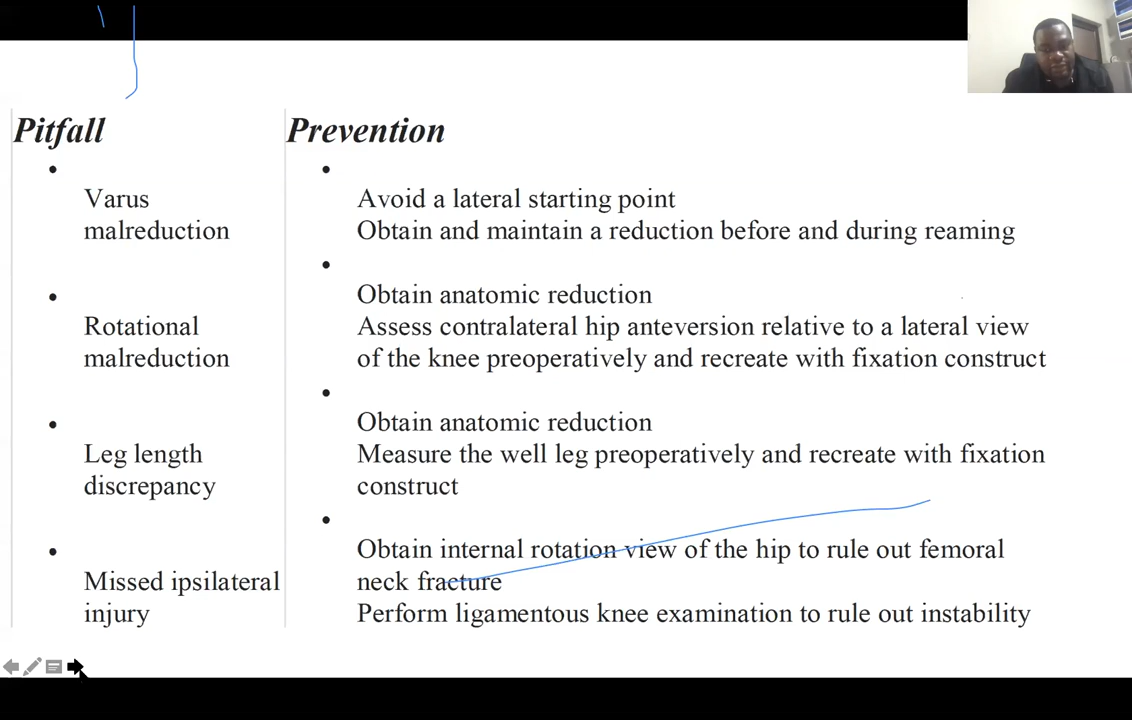 Pitfall
Prevention
Varus
malreduction
Avoid a lateral starting point
Obtain and maintain a reduction before and during reaming
Rotational
malreduction
Obtain anatomic reduction
Assess contralateral hip anteversion relative to a lateral view
of the knee preoperatively and recreate with fixation construct
Leg length
discrepancy
Obtain anatomic reduction
Measure the well leg preoperatively and recreate with fixation
construct
Missed ipsilateral
injury
Obtain internal rotation view of the hip to rule out femoral
neck fracture
Perform ligamentous knee examination to rule out instability